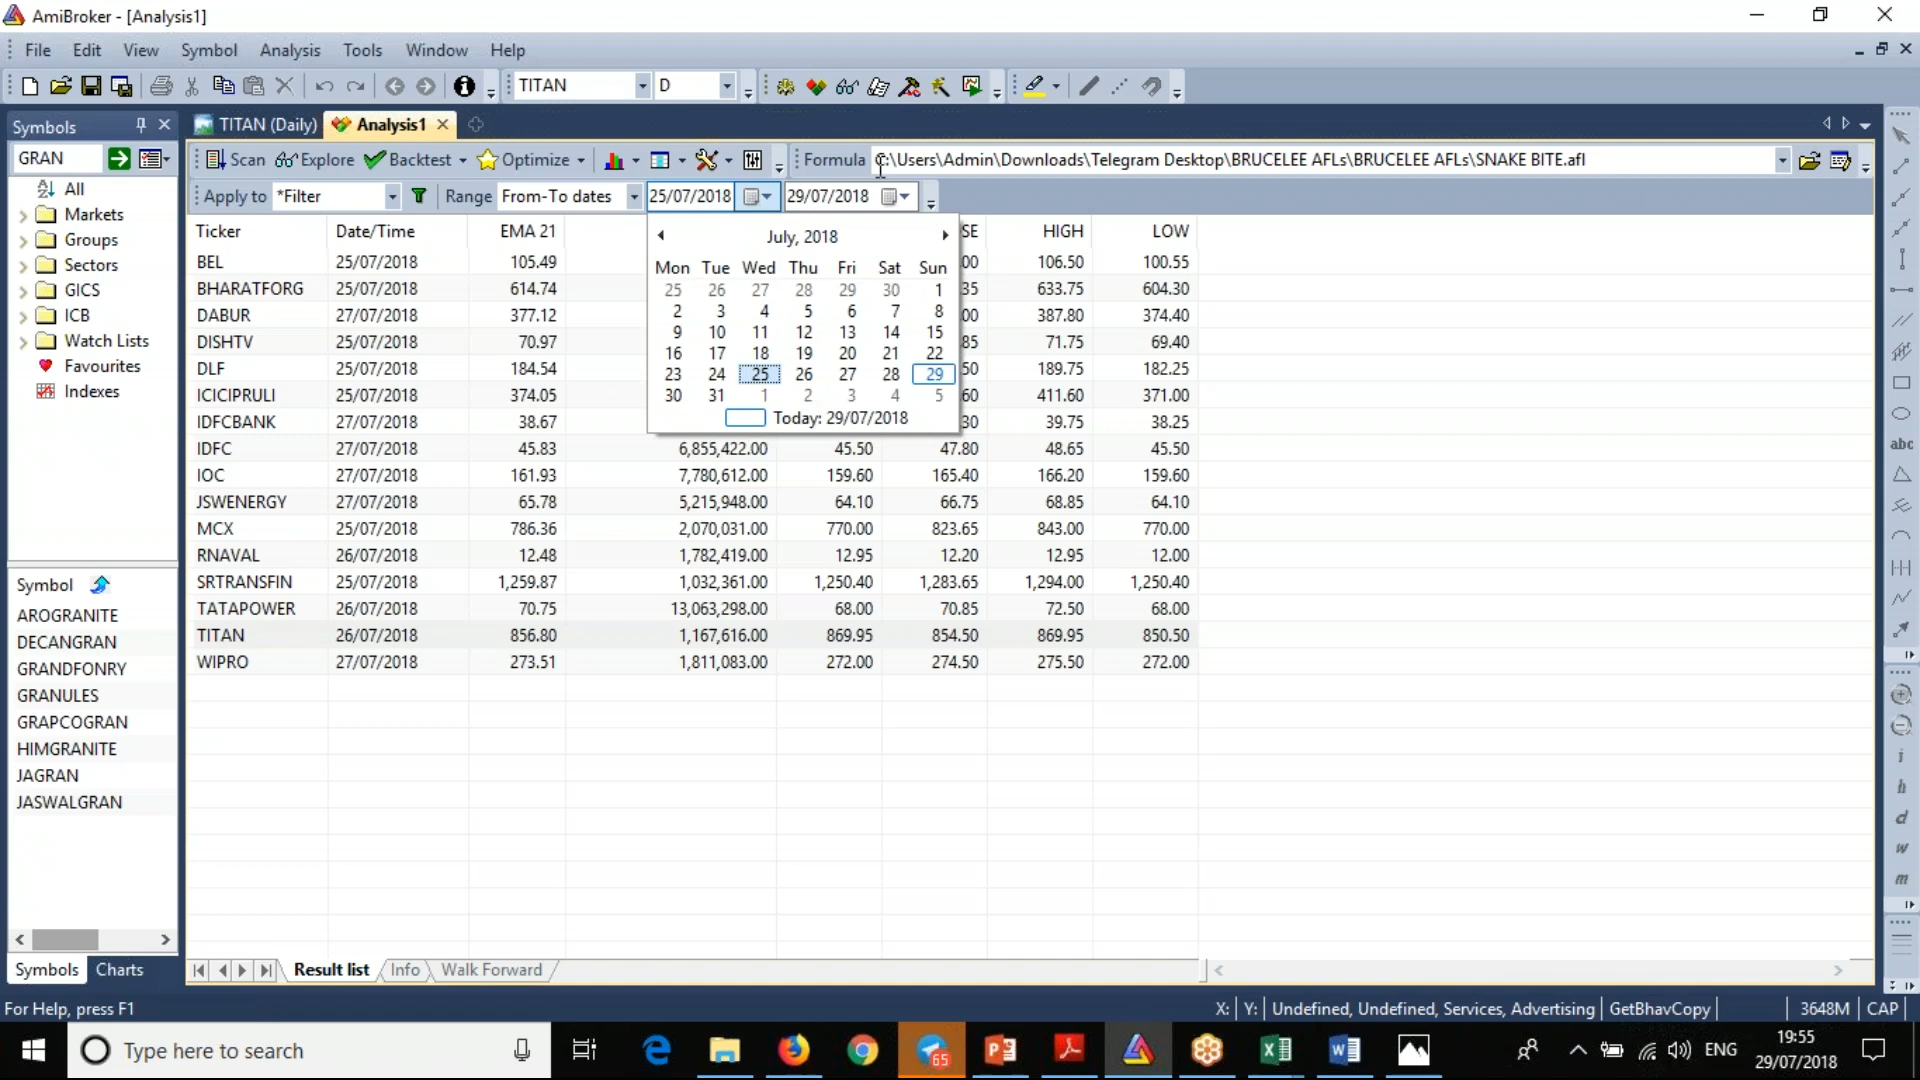 AmiBroker - [Analysis1]
File Edit View Symbol Analysis Tools Window Help
TITAN D
Symbols
TITAN (Daily) Analysis1
GRAN
Scan Explore Backtest Optimize Formula C:\Users\Admin\Downloads\Telegram Desktop\BRUCELEE AFLs\BRUCELEE AFLs\SNAKE BITE.afl
Apply to *Filter Range From-To dates 25/07/2018 29/07/2018
All
Markets
Groups
Sectors
GICS
ICB
Watch Lists
Favourites
Indexes
Symbol
AROGRANITE
DECANGRAN
GRANDFONRY
GRANULES
GRAPCOGRAN
HIMGRANITE
JAGRAN
JASWALGRAN
Symbols Charts
Ticker Date/Time EMA 21 SE HIGH LOW
BEL 25/07/2018 105.49 00 106.50 100.55
BHARATFORG 25/07/2018 614.74 35 633.75 604.30
DABUR 27/07/2018 377.12 00 387.80 374.40
DISHTV 25/07/2018 70.97 85 71.75 69.40
DLF 25/07/2018 184.54 50 189.75 182.25
ICICIPRULI 25/07/2018 374.05 60 411.60 371.00
IDFCBANK 27/07/2018 38.67 30 39.75 38.25
IDFC 27/07/2018 45.83 6,855,422.00 45.50 47.80 48.65 45.50
IOC 27/07/2018 161.93 7,780,612.00 159.60 165.40 166.20 159.60
JSWENERGY 27/07/2018 65.78 5,215,948.00 64.10 66.75 68.85 64.10
MCX 25/07/2018 786.36 2,070,031.00 770.00 823.65 843.00 770.00
RNAVAL 26/07/2018 12.48 1,782,419.00 12.95 12.20 12.95 12.00
SRTRANSFIN 25/07/2018 1,259.87 1,032,361.00 1,250.40 1,283.65 1,294.00 1,250.40
TATAPOWER 26/07/2018 70.75 13,063,298.00 68.00 70.85 72.50 68.00
TITAN 26/07/2018 856.80 1,167,616.00 869.95 854.50 869.95 850.50
WIPRO 27/07/2018 273.51 1,811,083.00 272.00 274.50 275.50 272.00
July, 2018
Mon Tue Wed Thu Fri Sat Sun
25 26 27 28 29 30 1
2 3 4 5 6 7 8
9 10 11 12 13 14 15
16 17 18 19 20 21 22
23 24 25 26 27 28 29
30 31 1 2 3 4 5
Today: 29/07/2018
abc
i
h
d
w
m
Result list Info Walk Forward
For Help, press F1 X: Y: Undefined, Undefined, Services, Advertising GetBhavCopy 3648M CAP
Type here to search
65
ENG
19:55
29/07/2018